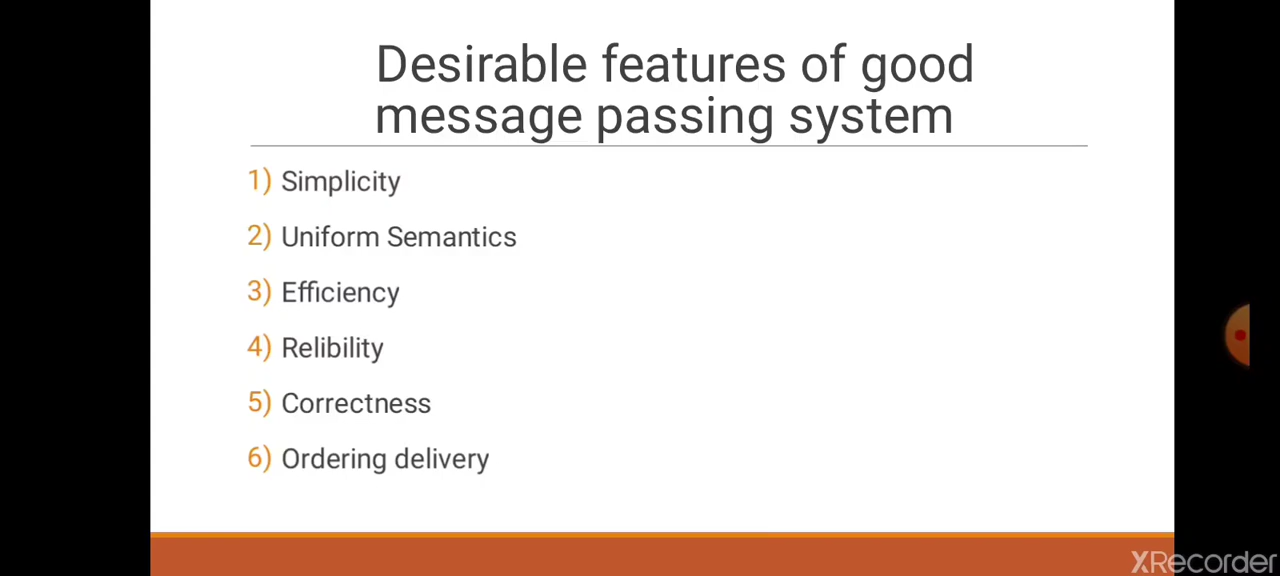 Desirable features of good
message passing system
1) Simplicity
2) Uniform Semantics
3) Efficiency
4) Relibility
5) Correctness
6) Ordering delivery
XRecorder